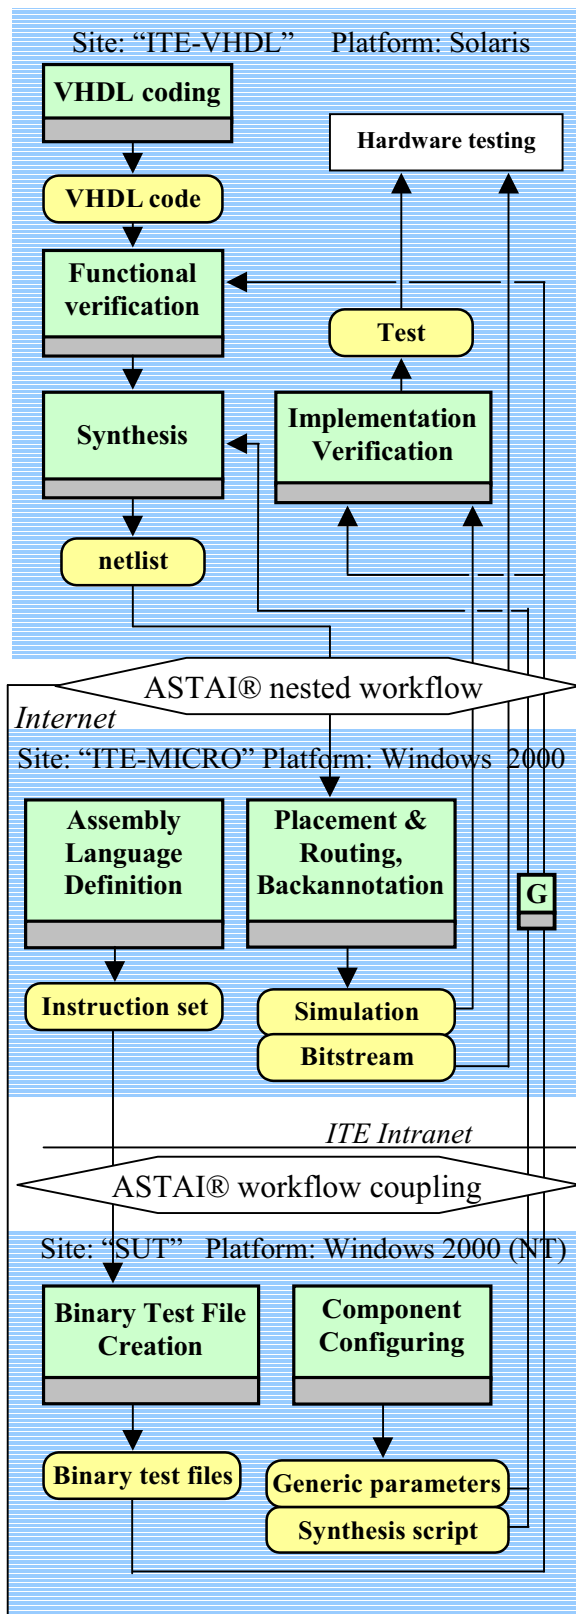 Site: “ITE-VHDL” Platform: Solaris
VHDL coding
Hardware testing
VHDL code
Functional
verification
Test
Synthesis
Implementation
Verification
netlist
ASTAI® nested workflow
Internet
Site: “ITE-MICRO” Platform: Windows 2000
Assembly
Language
Definition
Placement &
Routing,
Backannotation
G
Instruction set
Simulation
Bitstream
ITE Intranet
ASTAI® workflow coupling
Site: “SUT” Platform: Windows 2000 (NT)
Binary Test File
Creation
Component
Configuring
Binary test files
Generic parameters
Synthesis script